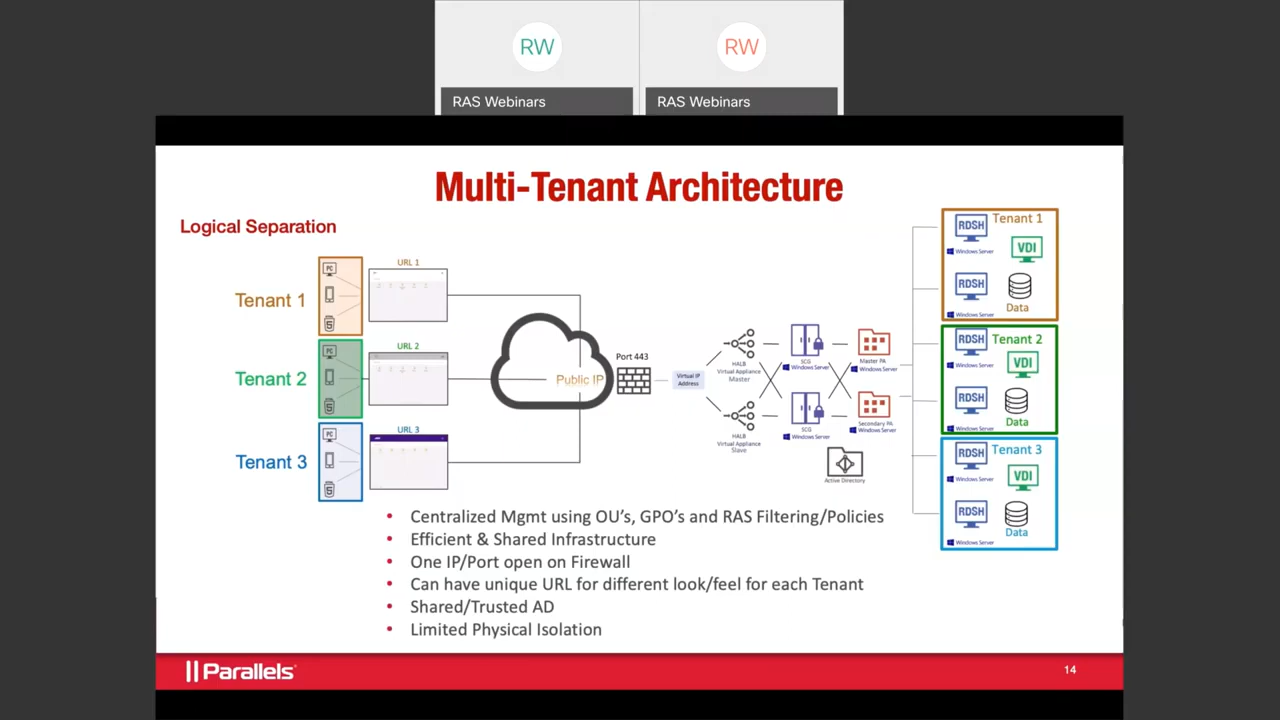 RW
RW
RAS Webinars
RAS Webinars
Multi-Tenant Architecture
Logical Separation
Tenant 1
PC
URL 1
Tenant 2
PC
URL 2
Tenant 3
PC
URL 3
Public IP
Port 443
Virtual IP
Address
HALB
Virtual Appliance
Master
HALB
Virtual Appliance
Slave
SCG
Windows Server
SCG
Windows Server
Master PA
Windows Server
Secondary PA
Windows Server
Active Directory
Tenant 1
RDSH
Windows Server
VDI
RDSH
Windows Server
Data
Tenant 2
RDSH
Windows Server
VDI
RDSH
Windows Server
Data
Tenant 3
RDSH
Windows Server
VDI
RDSH
Windows Server
Data
• Centralized Mgmt using OU's, GPO's and RAS Filtering/Policies
• Efficient & Shared Infrastructure
• One IP/Port open on Firewall
• Can have unique URL for different look/feel for each Tenant
• Shared/Trusted AD
• Limited Physical Isolation
Parallels
14